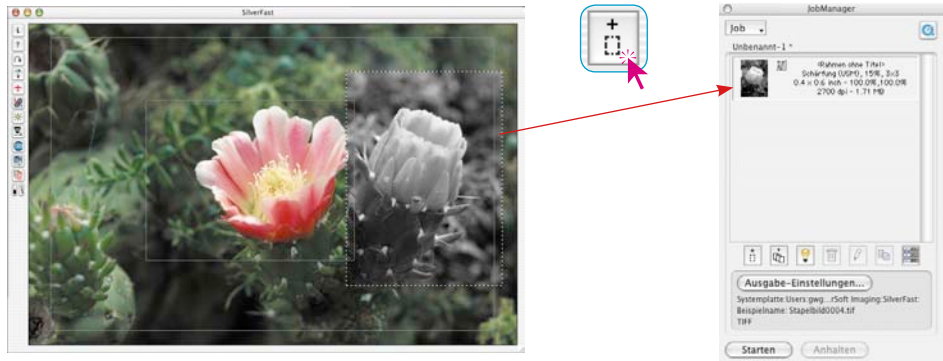 SilverFast
JobManager
Job
Unbenannt-1 *
<Rahmen ohne Titel>
Schärfung (USM), 15%, 3x3
0.4 x 0.6 inch - 100.0%,100.0%
2700 dpi - 1.71 MB
Ausgabe-Einstellungen...
Systemplatte:Users:gwg...rSoft Imaging:SilverFast:
Beispielname: Stapelbild0004.tif
TIFF
Starten
Anhalten